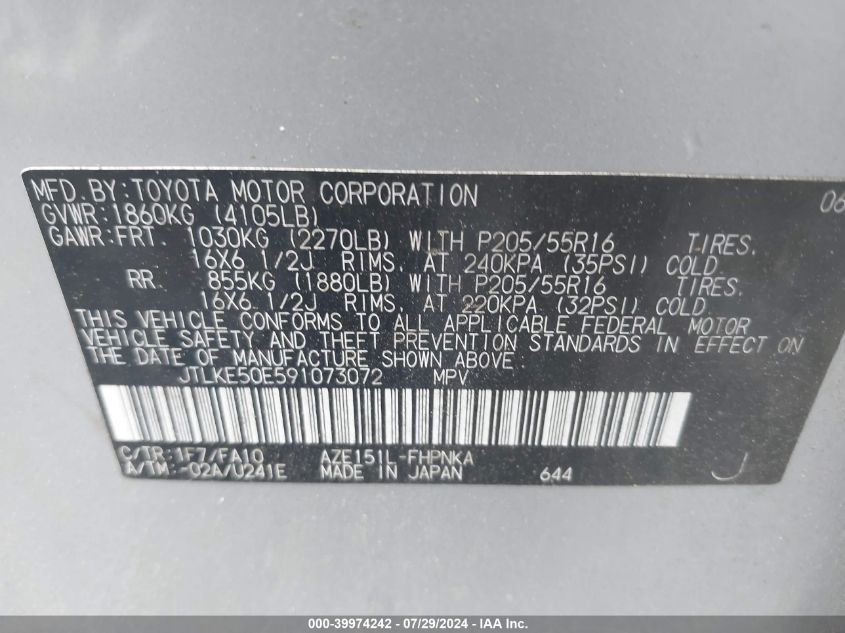 MFD.BY:TOYOTA MOTOR CORPORATION 06
GVWR:1860KG (4105LB)
GAWR:FRT. 1030KG (2270LB) WITH P205/55R16 TIRES,
16X6 1/2J RIMS, AT 240KPA (35PSI) COLD.
RR. 855KG (1880LB) WITH P205/55R16 TIRES,
16X6 1/2J RIMS, AT 220KPA (32PSI) COLD.
THIS VEHICLE CONFORMS TO ALL APPLICABLE FEDERAL MOTOR
VEHICLE SAFETY AND THEFT PREVENTION STANDARDS IN EFFECT ON
THE DATE OF MANUFACTURE SHOWN ABOVE.
JTLKE50E591073072 MPV
C/TR:1F7/FA10 AZE151L-FHPNKA
A/TM:-02A/U241E MADE IN JAPAN 644 J
000-39974242 - 07/29/2024 - IAA Inc.